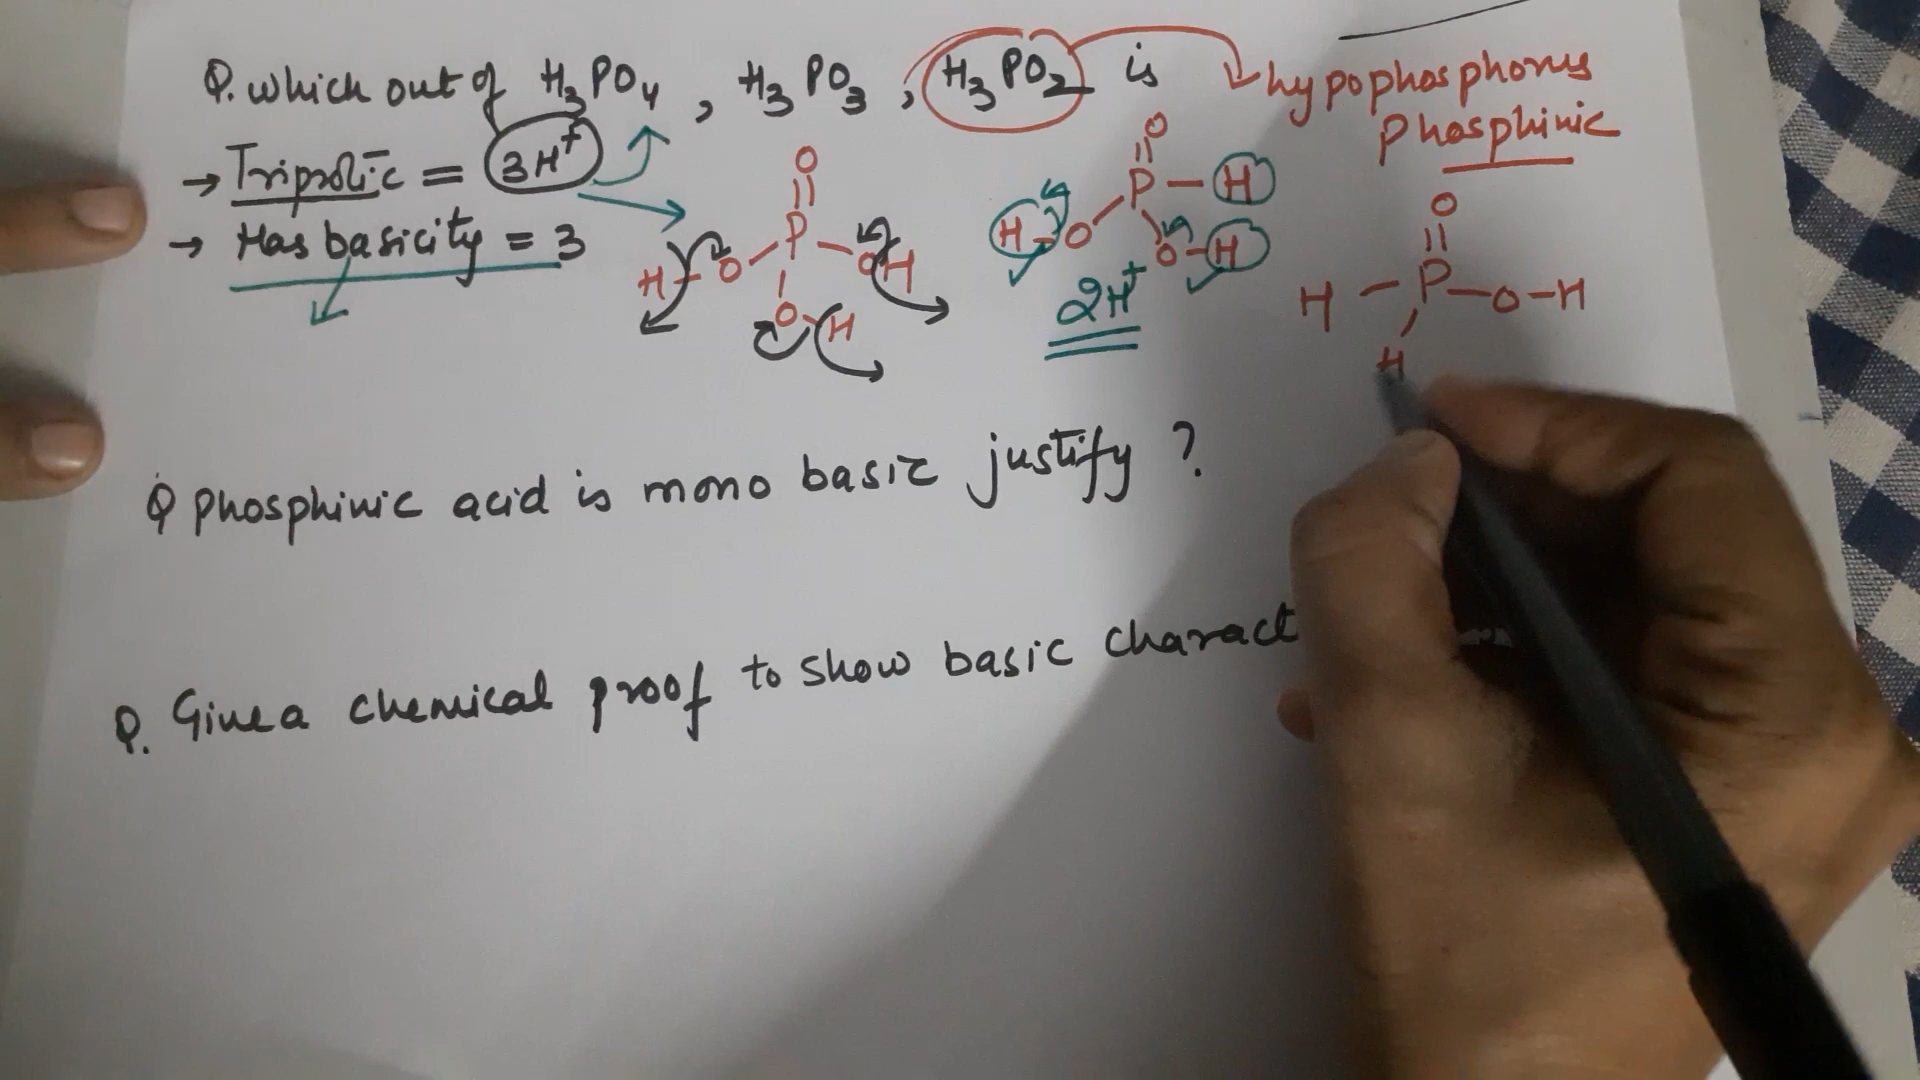 Q. which out of H3PO4, H3PO3, H3PO2 is
hypophosphorus
Phosphinic
→ Triprotic = 3H+
→ Has basicity = 3
O
P
H-O
OH
O-H
O
P-H
H-O
O-H
2H+
O
H-P-O-H
H
Q phosphinic acid is mono basic justify?
Q. Give a chemical proof to show basic charact